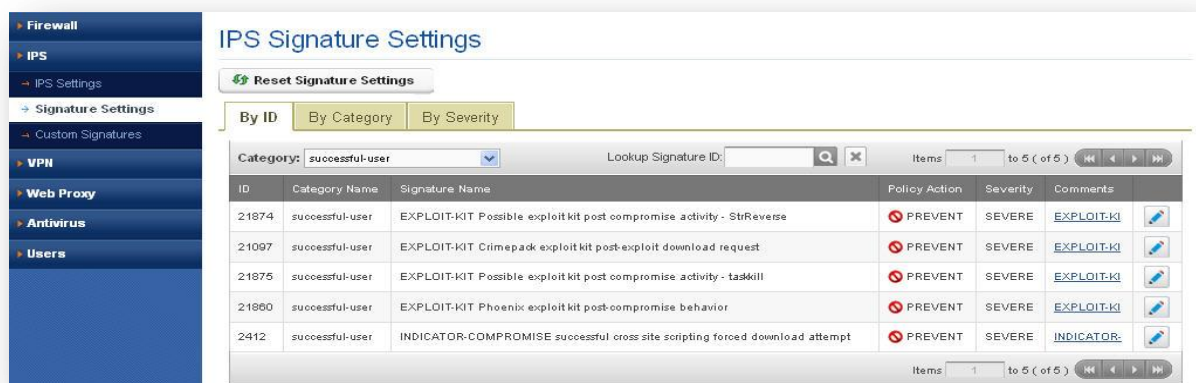 Firewall
IPS
IPS Settings
Signature Settings
Custom Signatures
VPN
Web Proxy
Antivirus
Users
IPS Signature Settings
Reset Signature Settings
By ID By Category By Severity
Category: successful-user Lookup Signature ID: Items 1 to 5 ( of 5 )
ID Category Name Signature Name Policy Action Severity Comments
21874 successful-user EXPLOIT-KIT Possible exploit kit post compromise activity - StrReverse PREVENT SEVERE EXPLOIT-KI
21097 successful-user EXPLOIT-KIT Crimepack exploit kit post-exploit download request PREVENT SEVERE EXPLOIT-KI
21875 successful-user EXPLOIT-KIT Possible exploit kit post compromise activity - taskkill PREVENT SEVERE EXPLOIT-KI
21860 successful-user EXPLOIT-KIT Phoenix exploit kit post-compromise behavior PREVENT SEVERE EXPLOIT-KI
2412 successful-user INDICATOR-COMPROMISE successful cross site scripting forced download attempt PREVENT SEVERE INDICATOR-
Items 1 to 5 ( of 5 )